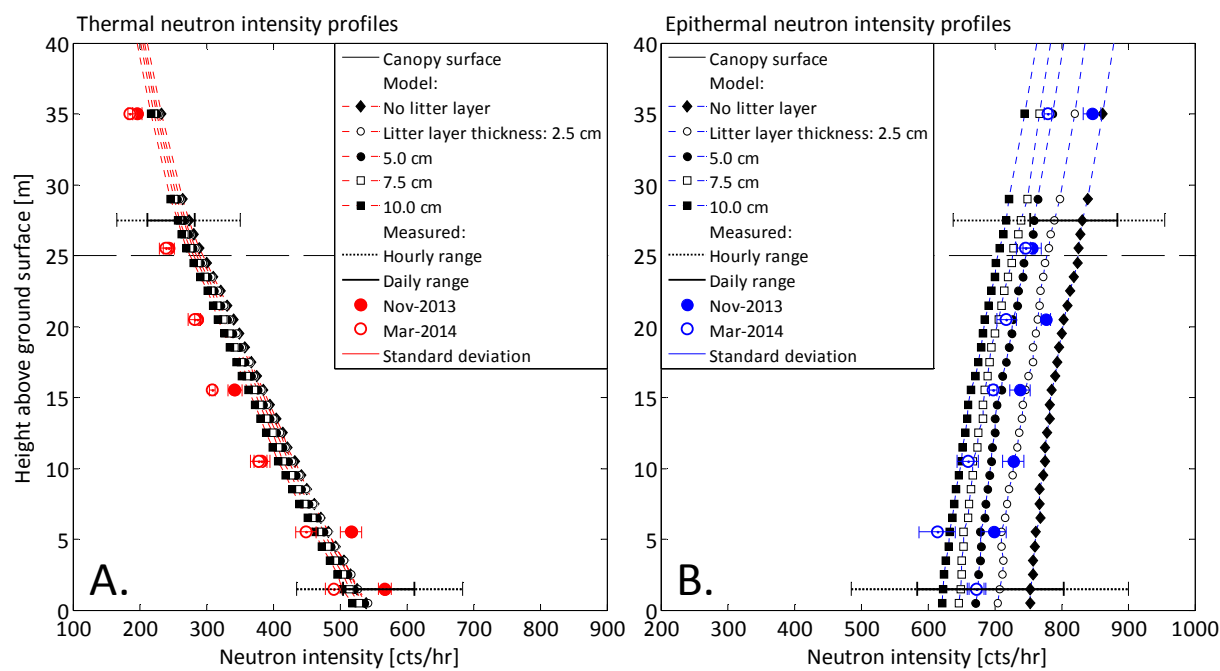 Thermal neutron intensity profiles
Epithermal neutron intensity profiles
Height above ground surface [m]
40
35
30
25
20
15
10
5
0
100 200 300 400 500 600 700 800 900
Neutron intensity [cts/hr]
Canopy surface
Model:
No litter layer
Litter layer thickness: 2.5 cm
5.0 cm
7.5 cm
10.0 cm
Measured:
Hourly range
Daily range
Nov-2013
Mar-2014
Standard deviation
A.
40
35
30
25
20
15
10
5
0
200 300 400 500 600 700 800 900 1000
Neutron intensity [cts/hr]
Canopy surface
Model:
No litter layer
Litter layer thickness: 2.5 cm
5.0 cm
7.5 cm
10.0 cm
Measured:
Hourly range
Daily range
Nov-2013
Mar-2014
Standard deviation
B.